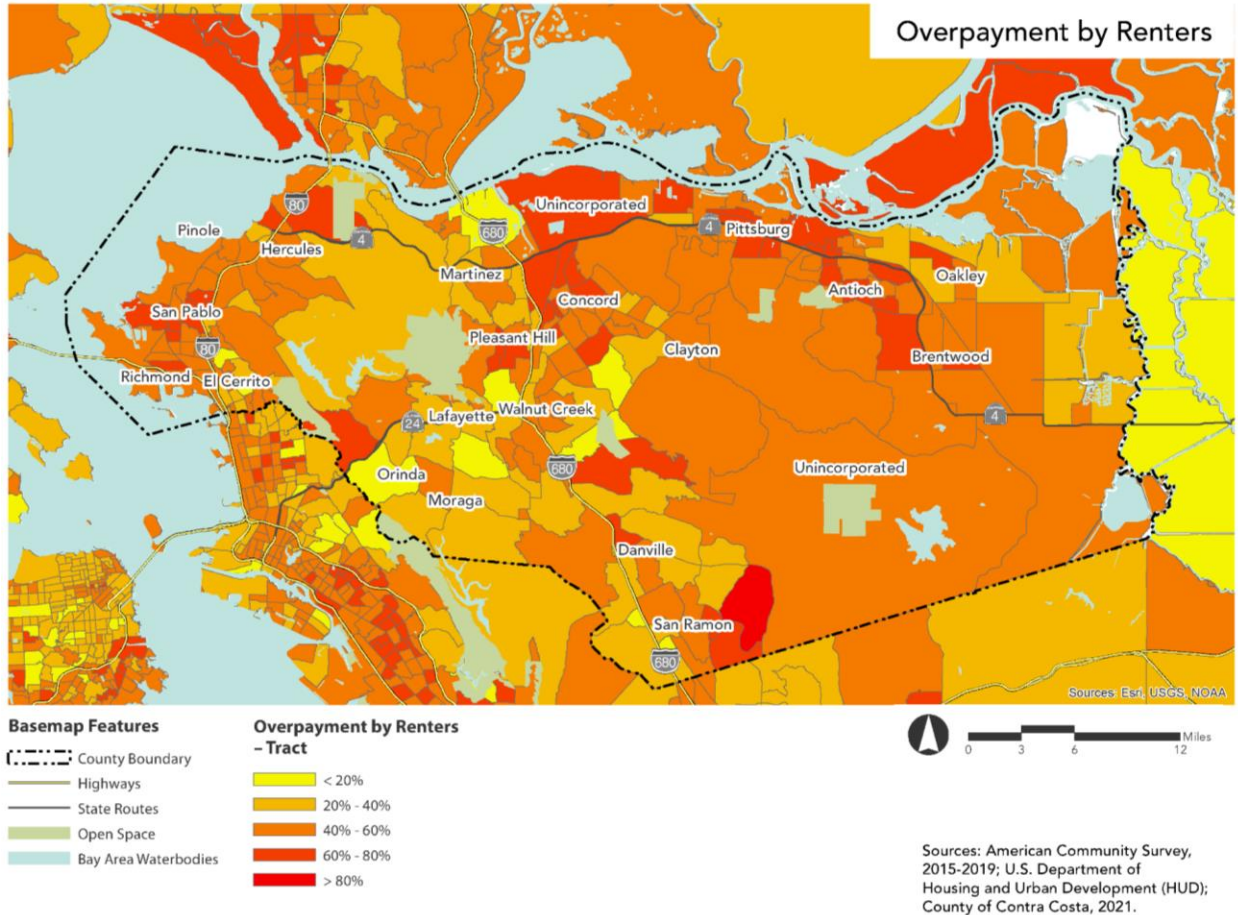 Overpayment by Renters
80
Unincorporated
Pinole
4
680
4
Pittsburg
Hercules
Martinez
Oakley
Antioch
Concord
San Pablo
Pleasant Hill
80
Clayton
Brentwood
Richmond
El Cerrito
24
Lafayette
Walnut Creek
4
680
Unincorporated
Orinda
Moraga
Danville
San Ramon
680
Sources: Esri, USGS, NOAA
Basemap Features
County Boundary
Highways
State Routes
Open Space
Bay Area Waterbodies
Overpayment by Renters
– Tract
< 20%
20% - 40%
40% - 60%
60% - 80%
> 80%
Miles
0 3 6 12
Sources: American Community Survey,
2015-2019; U.S. Department of
Housing and Urban Development (HUD);
County of Contra Costa, 2021.